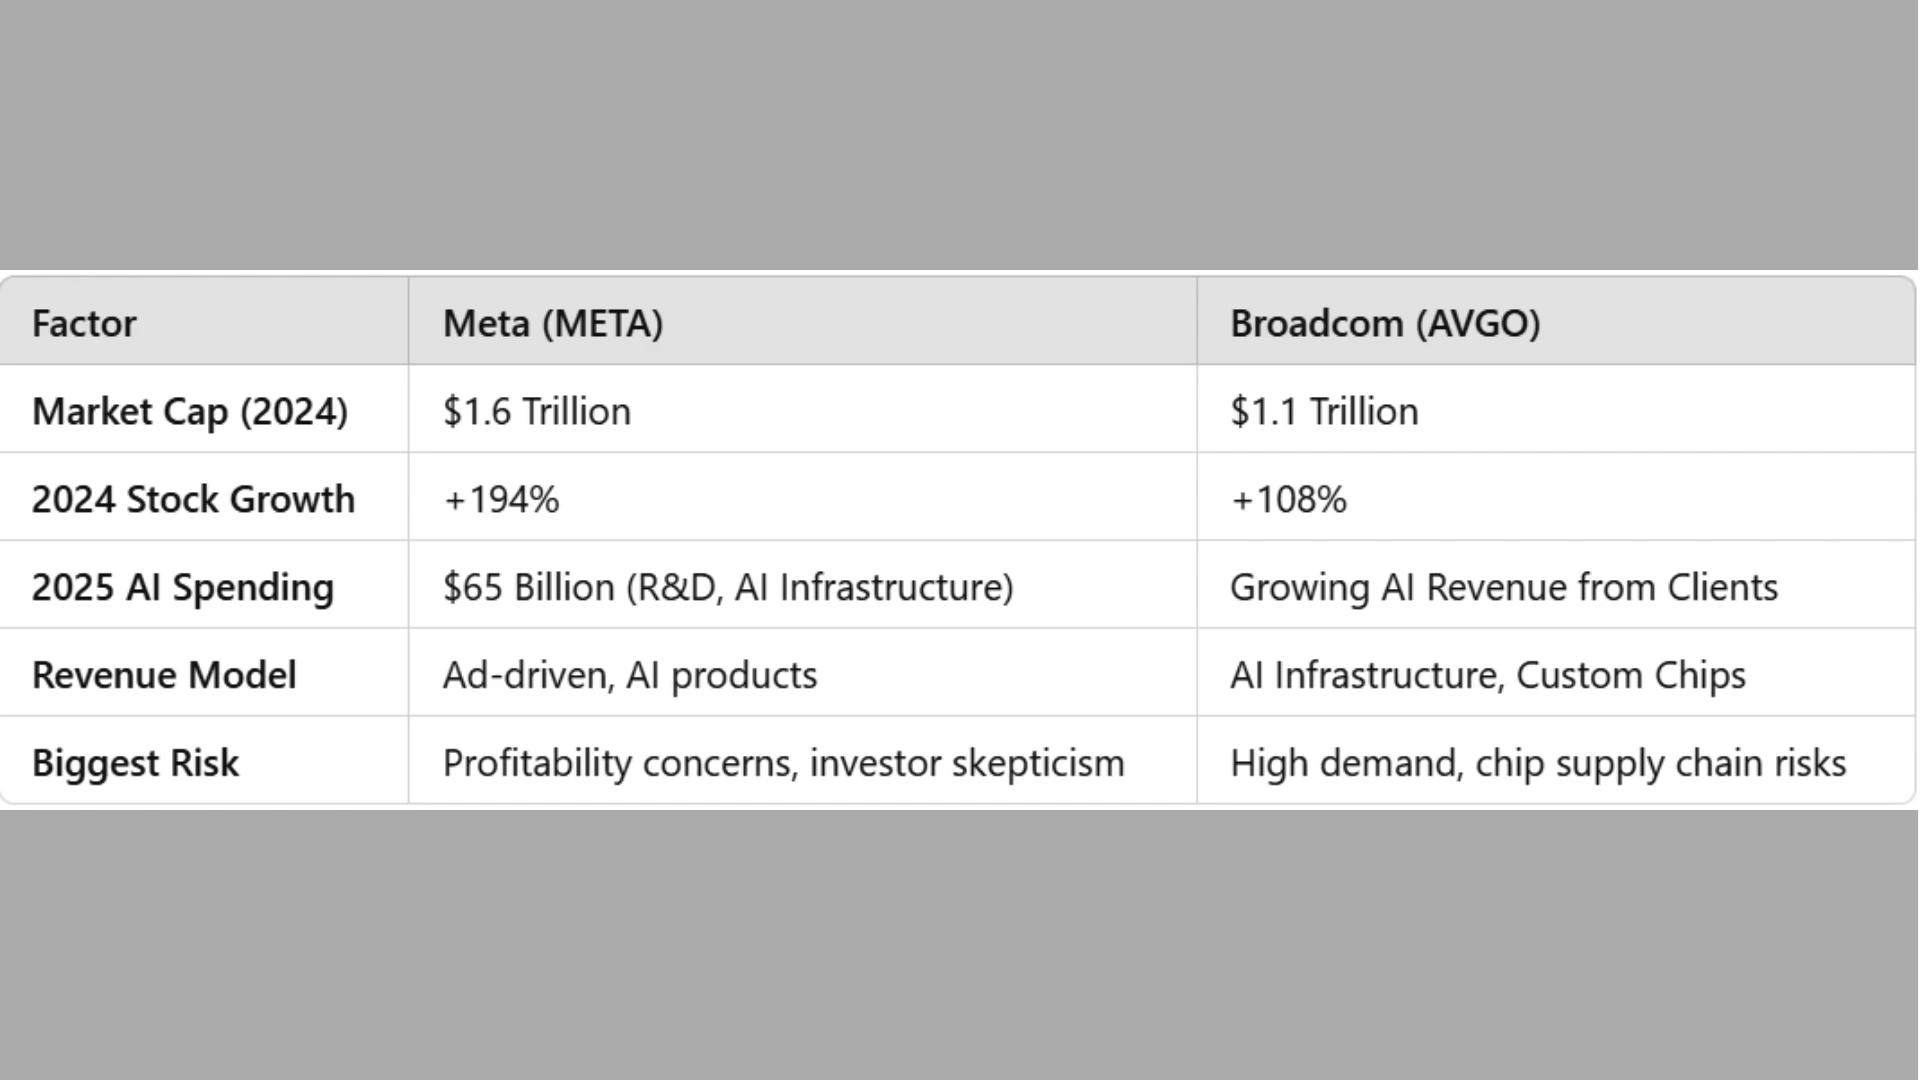 Factor Meta (META) Broadcom (AVGO)
Market Cap (2024) $1.6 Trillion $1.1 Trillion
2024 Stock Growth +194% +108%
2025 AI Spending $65 Billion (R&D, AI Infrastructure) Growing AI Revenue from Clients
Revenue Model Ad-driven, AI products AI Infrastructure, Custom Chips
Biggest Risk Profitability concerns, investor skepticism High demand, chip supply chain risks